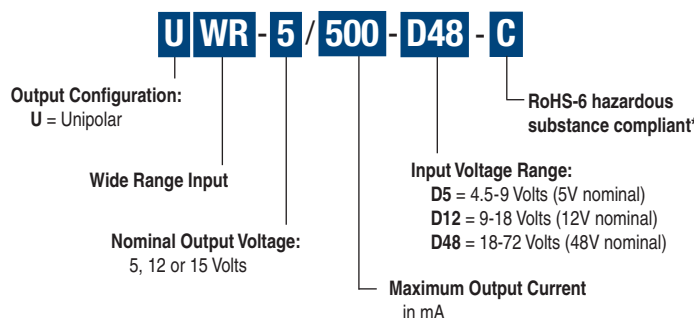 UWR-5/500-D48-C
Output Configuration:
U = Unipolar
RoHS-6 hazardous
substance compliant*
Wide Range Input
Input Voltage Range:
D5 = 4.5-9 Volts (5V nominal)
D12 = 9-18 Volts (12V nominal)
D48 = 18-72 Volts (48V nominal)
Nominal Output Voltage:
5, 12 or 15 Volts
Maximum Output Current
in mA